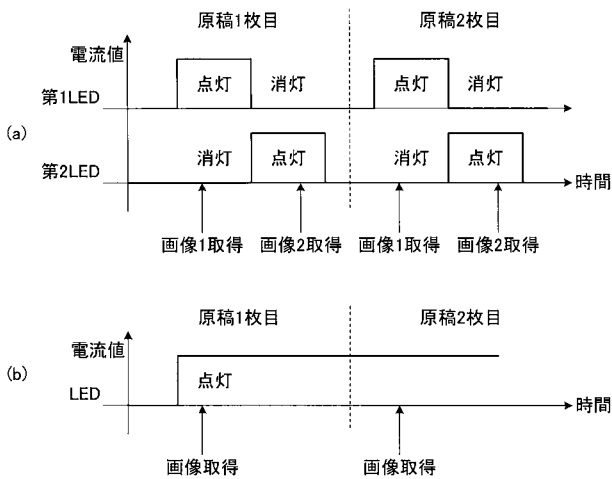 原稿1枚目
原稿2枚目
電流値
第1LED
点灯
消灯
点灯
消灯
(a)
第2LED
消灯
点灯
消灯
点灯
時間
画像1取得
画像2取得
画像1取得
画像2取得
原稿1枚目
原稿2枚目
電流値
(b)
点灯
LED
時間
画像取得
画像取得